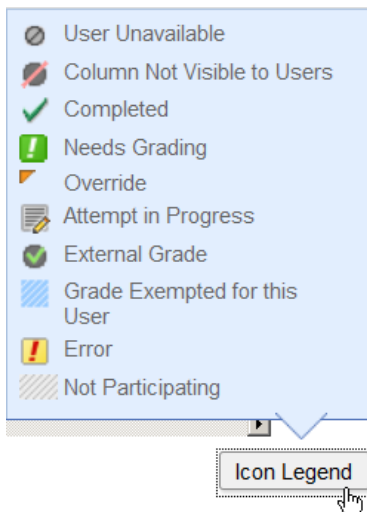 User Unavailable
Column Not Visible to Users
Completed
Needs Grading
Override
Attempt in Progress
External Grade
Grade Exempted for this
User
Error
Not Participating
Icon Legend